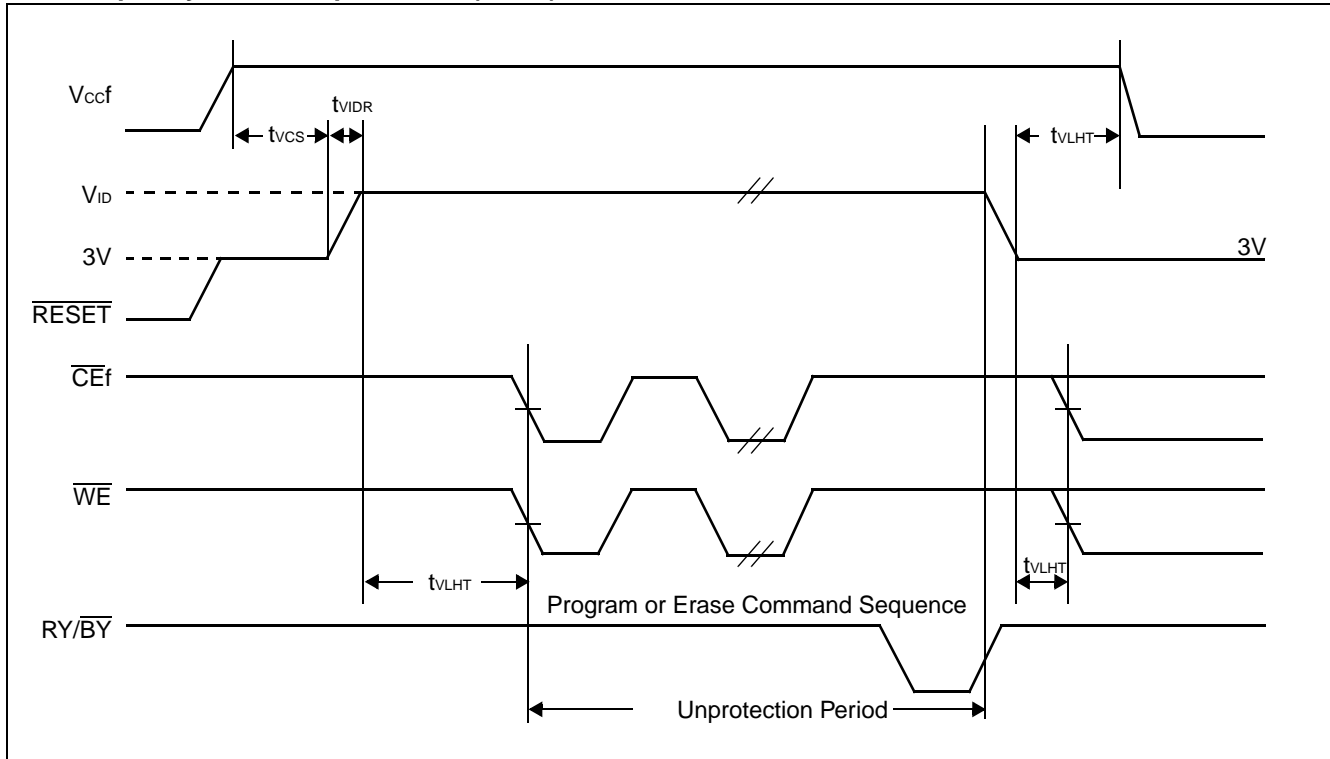 VCCf
tVIDR
tVCS
tVLHT
VID
3V
3V
RESET
CEf
WE
tVLHT
tVLHT
Program or Erase Command Sequence
RY/BY
Unprotection Period